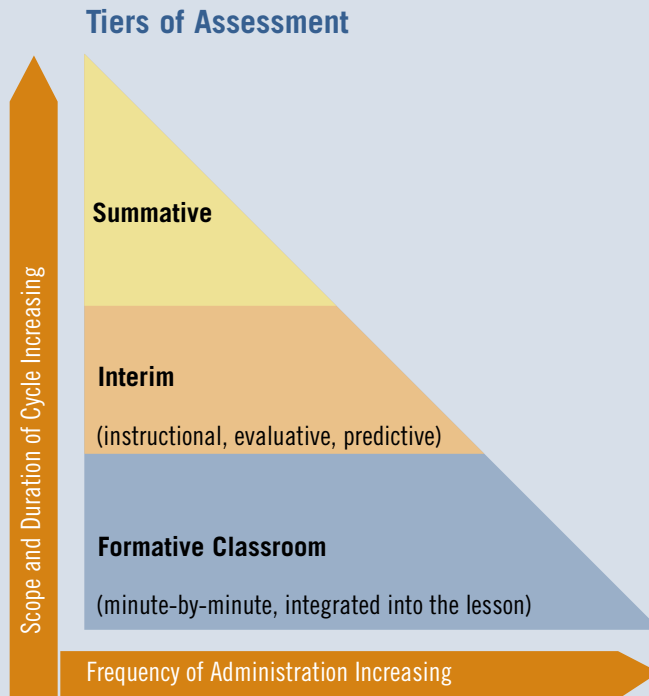 Tiers of Assessment
Summative
Interim
(instructional, evaluative, predictive)
Formative Classroom
(minute-by-minute, integrated into the lesson)
Scope and Duration of Cycle Increasing
Frequency of Administration Increasing